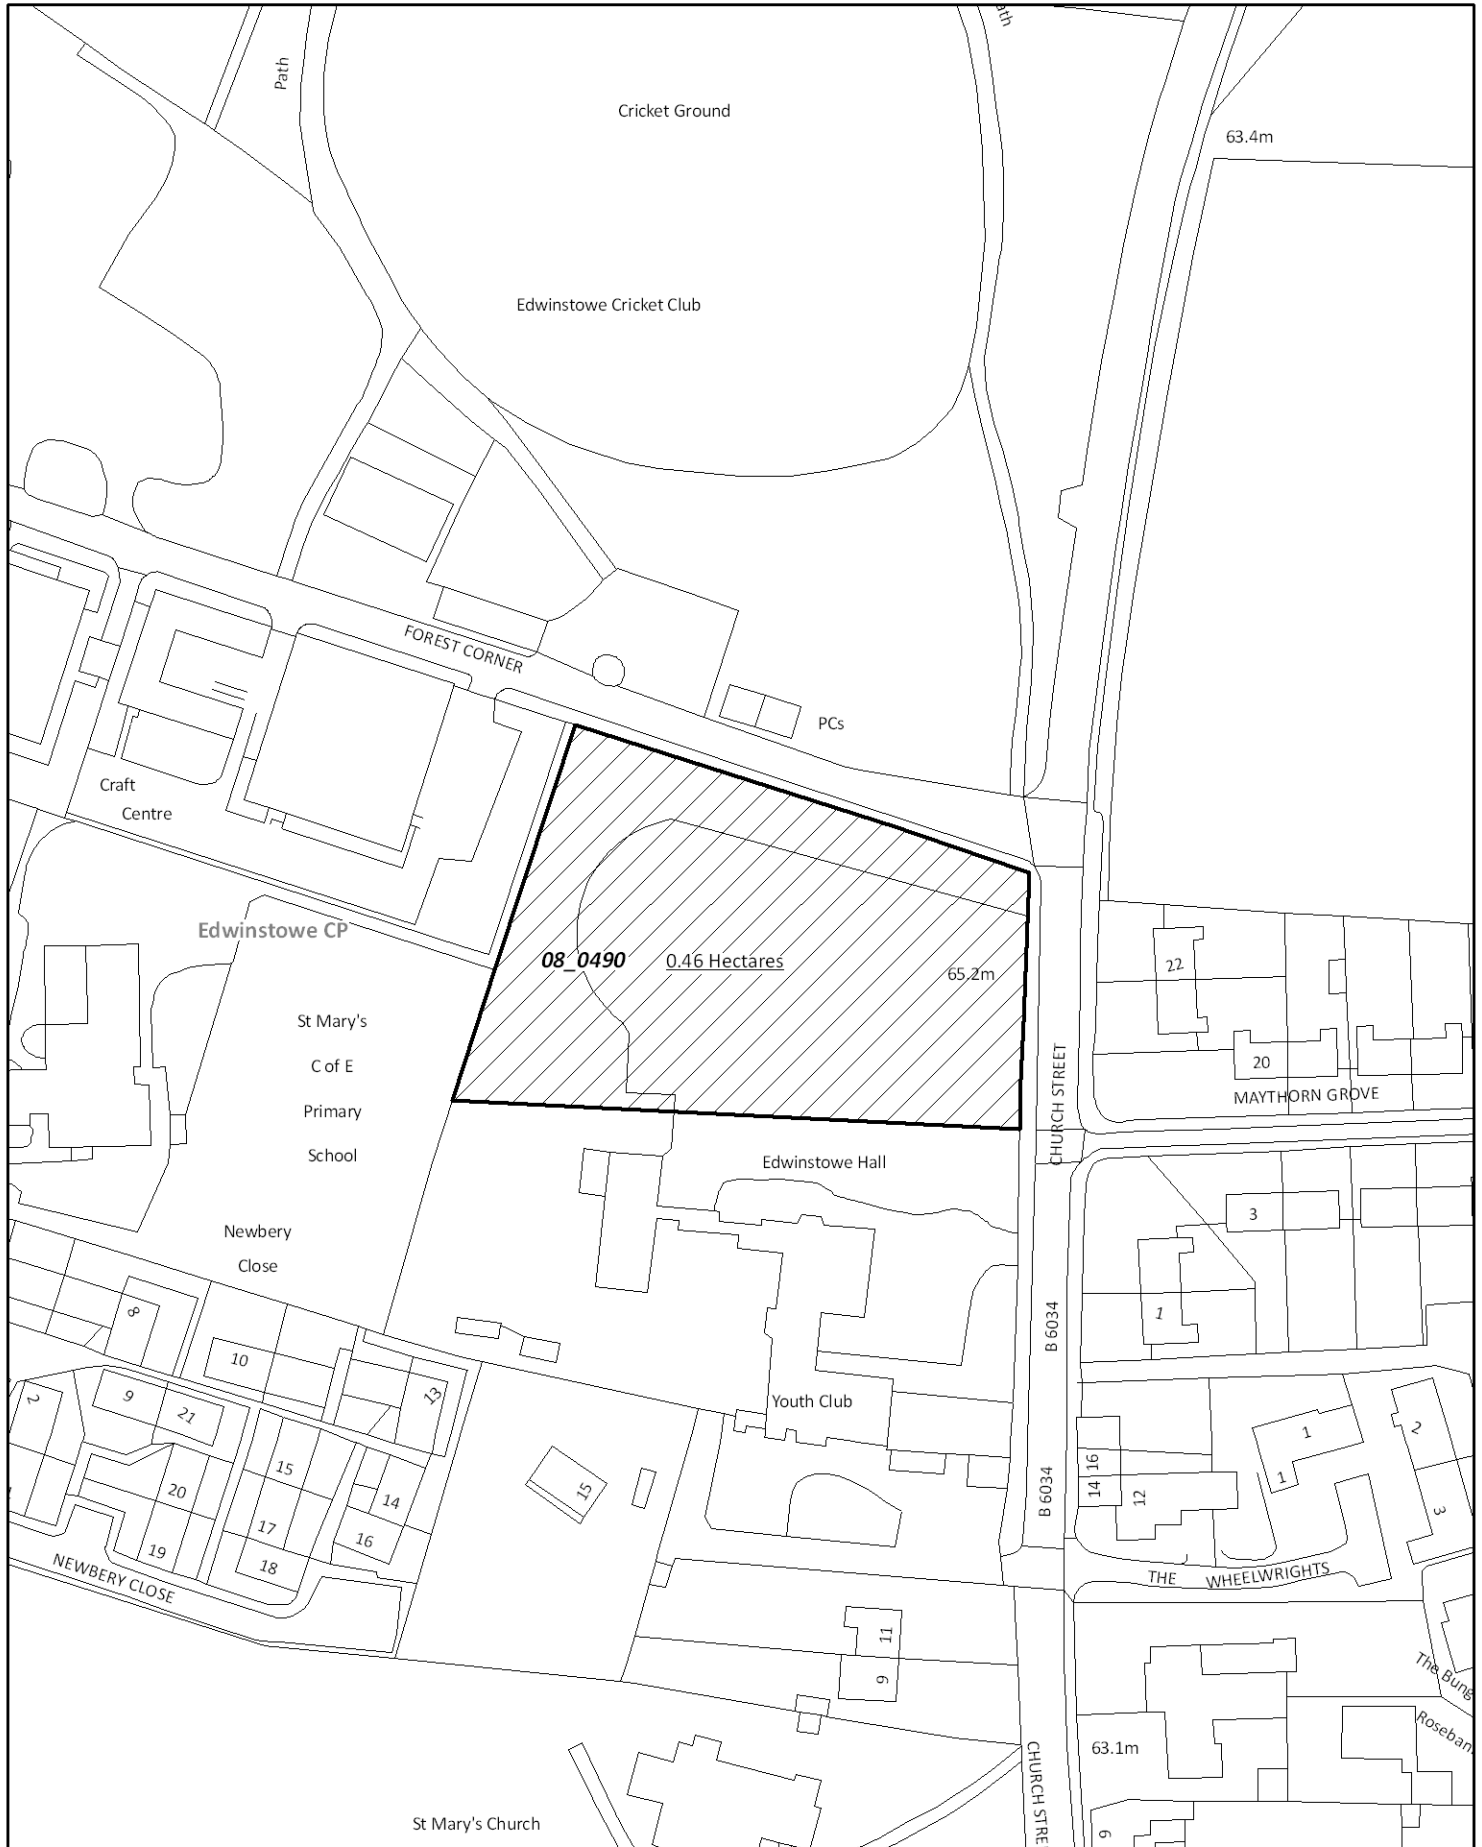 Path
Cricket Ground
63.4m
Edwinstowe Cricket Club
FOREST CORNER
PCs
Craft
Centre
Edwinstowe CP
08_0490
0.46 Hectares
65.2m
22
20
MAYTHORN GROVE
St Mary's
C of E
Primary
School
CHURCH STREET
Edwinstowe Hall
Newbery
Close
3
1
8
10
13
B 6034
Youth Club
2
9
21
15
20
17
14
16
19
18
15
B 6034
16
14
12
1
1
2
3
NEWBERY CLOSE
THE WHEELWRIGHTS
11
9
63.1m
St Mary's Church
6